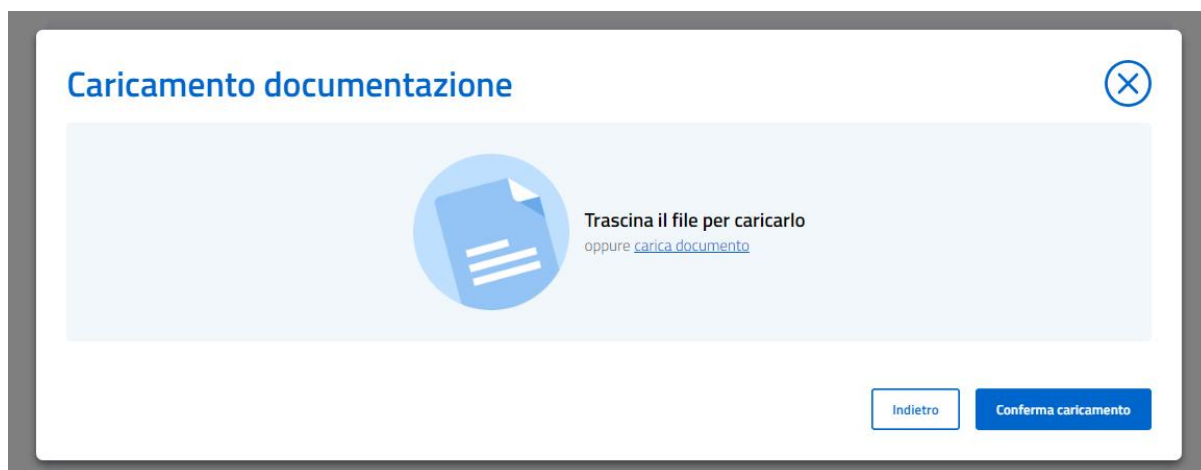 Caricamento documentazione
Trascina il file per caricarlo
oppure carica documento
Indietro
Conferma caricamento